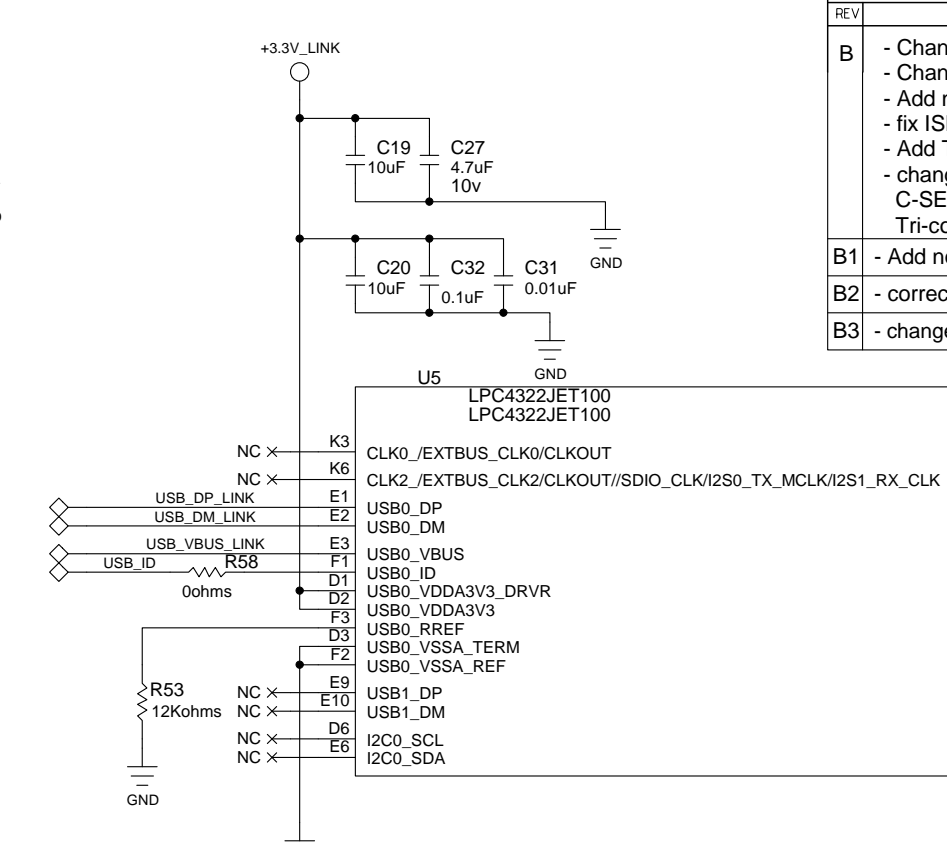 REV
B
- Chan
- Chan
- Add
- fix
- Add
- chang
C-SE
Tri-co
B1 - Add
B2 - correc
B3 - change
+3.3V_LINK
C19
10uF
C27
4.7uF
10v
GND
C20
10uF
C32
0.1uF
C31
0.01uF
GND
U5
LPC4322JET100
LPC4322JET100
NC K3 CLK0_/EXTBUS_CLK0/CLKOUT
NC K6 CLK2_/EXTBUS_CLK2/CLKOUT//SDIO_CLK/I2S0_TX_MCLK/I2S1_RX_CLK
USB_DP_LINK E1 USB0_DP
USB_DM_LINK E2 USB0_DM
USB_VBUS_LINK E3 USB0_VBUS
USB_ID R58 F1 USB0_ID
0ohms
D1 USB0_VDDA3V3_DRVR
D2 USB0_VDDA3V3
F3 USB0_RREF
D3 USB0_VSSA_TERM
F2 USB0_VSSA_REF
R53
12Kohms
NC E9 USB1_DP
NC E10 USB1_DM
NC D6 I2C0_SCL
NC E6 I2C0_SDA
GND